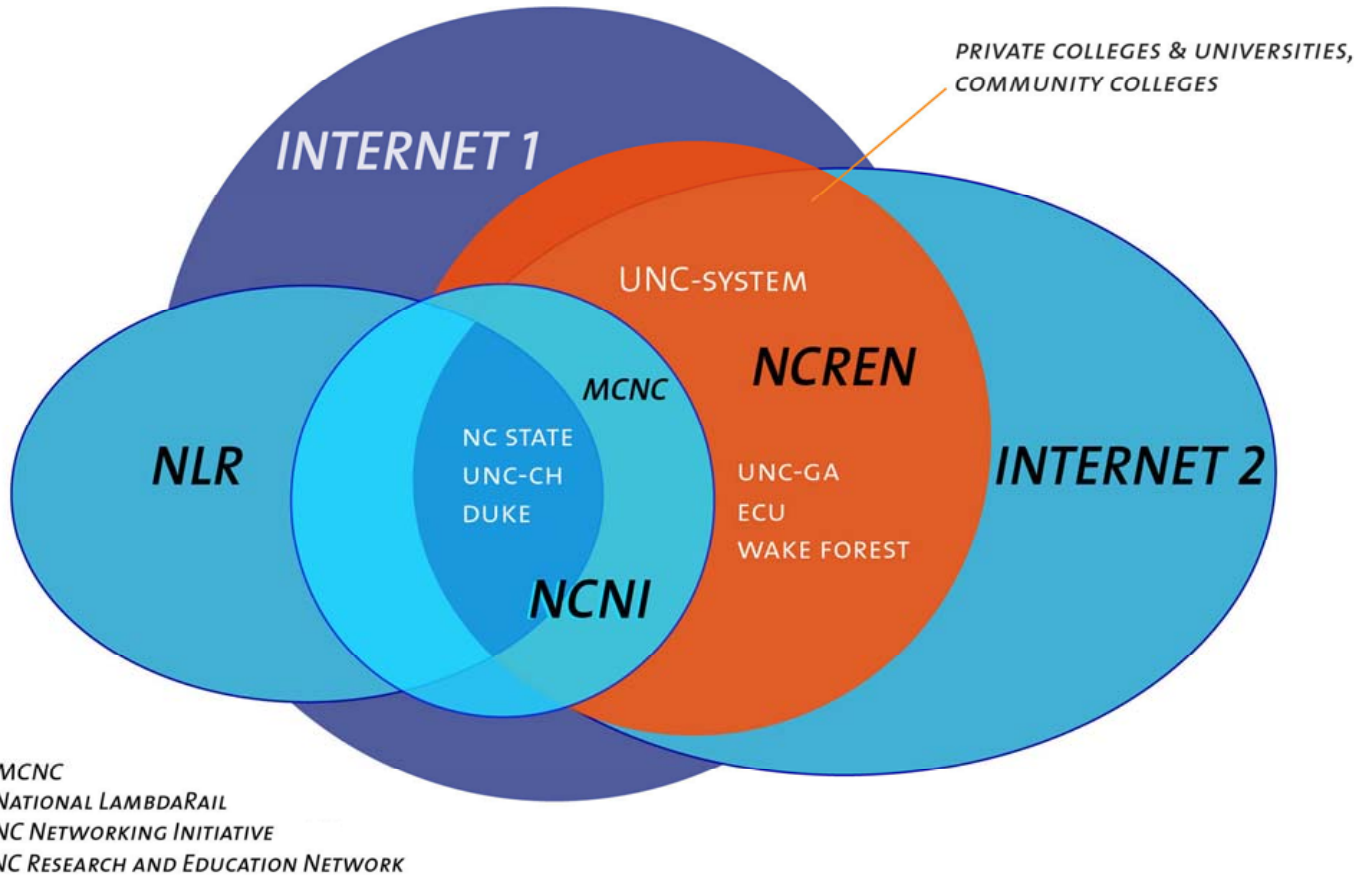 PRIVATE COLLEGES & UNIVERSITIES,
COMMUNITY COLLEGES
INTERNET 1
UNC-SYSTEM
NCREN
MCNC
NC STATE
UNC-CH
DUKE
NLR
UNC-GA
ECU
WAKE FOREST
INTERNET 2
NCNI
MCNC
NATIONAL LAMBDARAIL
NC NETWORKING INITIATIVE
NC RESEARCH AND EDUCATION NETWORK